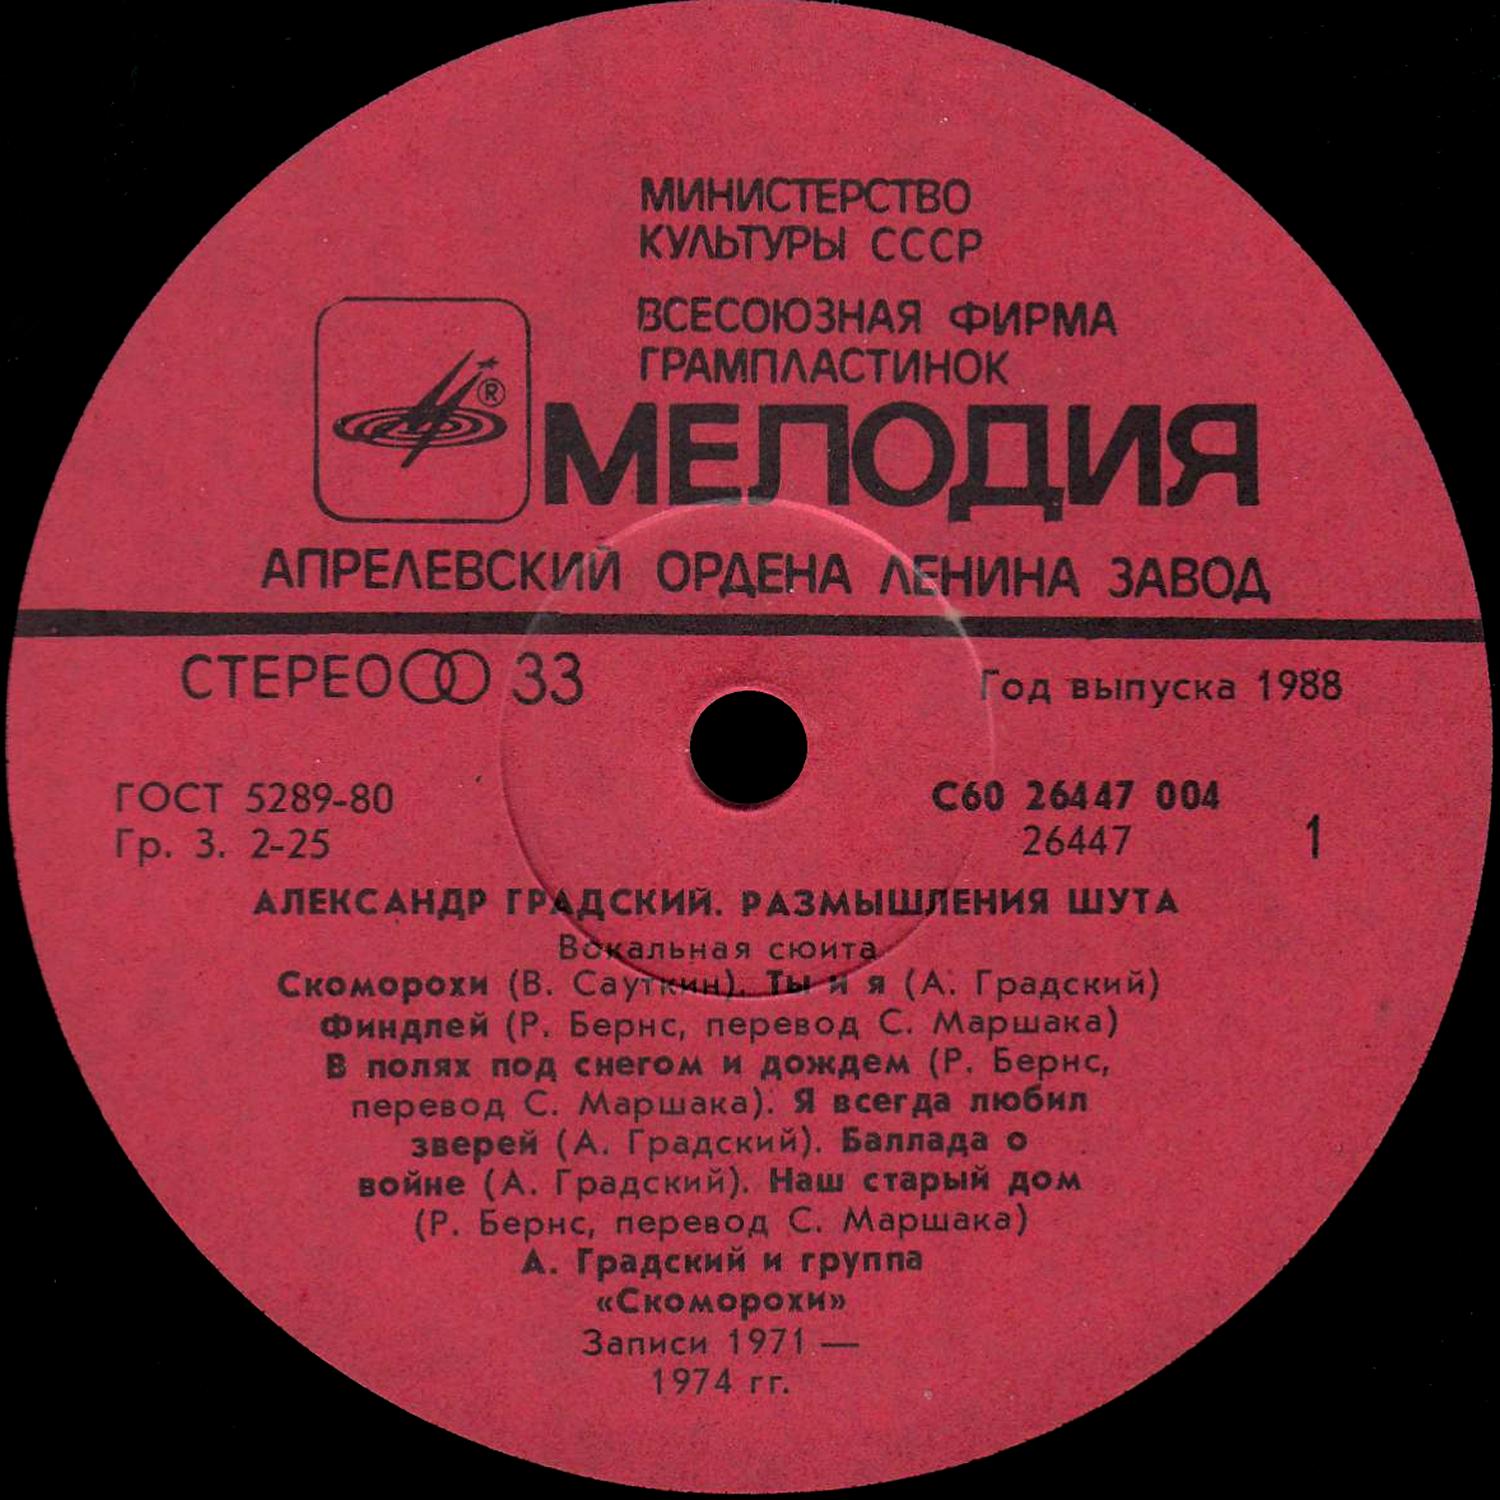 МИНИСТЕРСТВО
КУЛЬТУРЫ СССР
ВСЕСОЮЗНАЯ ФИРМА
ГРАМПЛАСТИНОК
®
МЕЛОДИЯ
АПРЕЛЕВСКИЙ ОРДЕНА ЛЕНИНА ЗАВОД
СТЕРЕО 33
Год выпуска 1988
ГОСТ 5289-80
Гр. 3. 2-25
С60 26447 004
26447
1
АЛЕКСАНДР ГРАДСКИЙ. РАЗМЫШЛЕНИЯ ШУТА
Вокальная сюита
Скоморохи (В. Сауткин). Ты и я (А. Градский)
Финдлей (Р. Бернс, перевод С. Маршака)
В полях под снегом и дождем (Р. Бернс,
перевод С. Маршака). Я всегда любил
зверей (А. Градский). Баллада о
войне (А. Градский). Наш старый дом
(Р. Бернс, перевод С. Маршака)
А. Градский и группа
«Скоморохи»
Записи 1971 —
1974 гг.